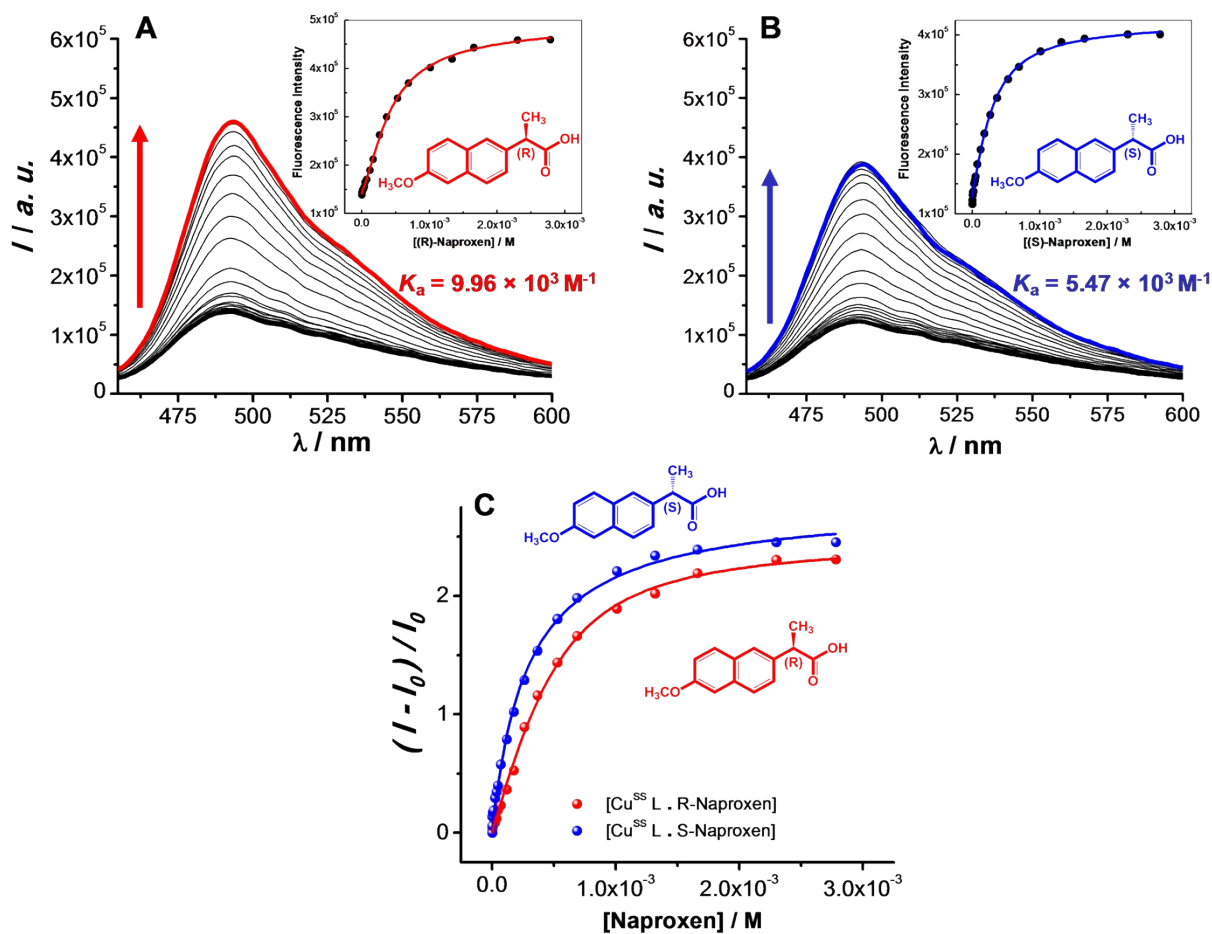 A
I / a. u.
6x10⁵
5x10⁵
4x10⁵
3x10⁵
2x10⁵
1x10⁵
0
475
500
525
550
575
600
λ / nm
Fluorescence Intensity
5x10⁵
4x10⁵
3x10⁵
2x10⁵
1x10⁵
0.0
1.0x10⁻³
2.0x10⁻³
3.0x10⁻³
[(R)-Naproxen] / M
CH₃
OH
(R)
O
H₃CO
Kₐ = 9.96 × 10³ M⁻¹
B
I / a. u.
6x10⁵
5x10⁵
4x10⁵
3x10⁵
2x10⁵
1x10⁵
0
475
500
525
550
575
600
λ / nm
Fluorescence Intensity
4x10⁵
3x10⁵
2x10⁵
1x10⁵
0.0
1.0x10⁻³
2.0x10⁻³
3.0x10⁻³
[(S)-Naproxen] / M
CH₃
OH
(S)
O
H₃CO
Kₐ = 5.47 × 10³ M⁻¹
C
CH₃
OH
(S)
O
H₃CO
( I - I₀ ) / I₀
2
1
0
CH₃
OH
(R)
O
H₃CO
[Cuˢˢ L . R-Naproxen]
[Cuˢˢ L . S-Naproxen]
0.0
1.0x10⁻³
2.0x10⁻³
3.0x10⁻³
[Naproxen] / M